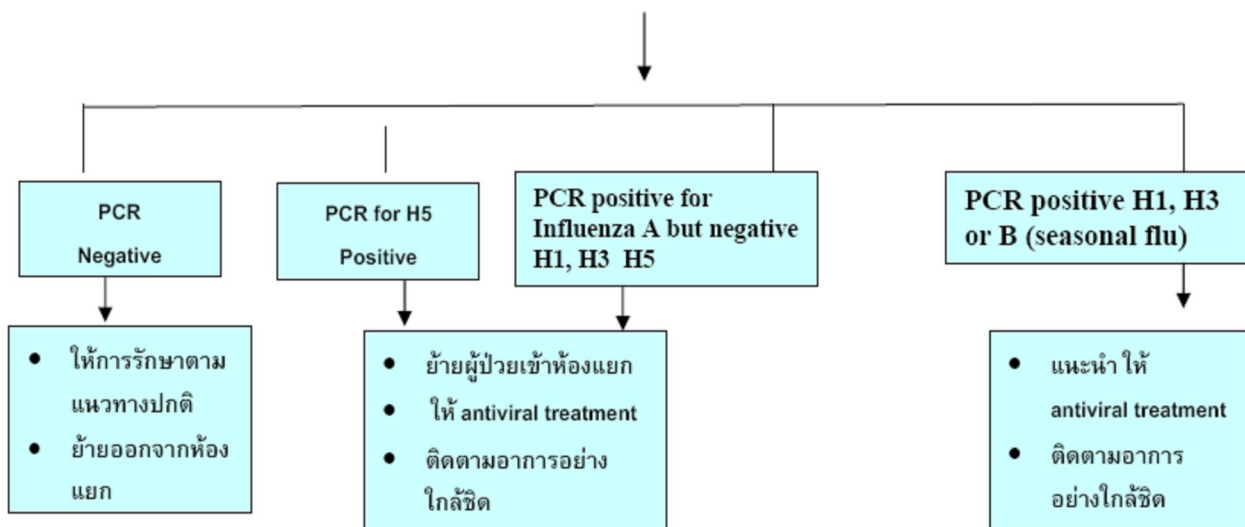 PCR
Negative
PCR for H5
Positive
PCR positive for
Influenza A but negative
H1, H3  H5
PCR positive H1, H3
or B (seasonal flu)
● ให้การรักษาตาม
แนวทางปกติ
● ย้ายออกจากห้อง
แยก
● ย้ายผู้ป่วยเข้าห้องแยก
● ให้ antiviral treatment
● ติดตามอาการอย่าง
ใกล้ชิด
● แนะนำ ให้
antiviral treatment
● ติดตามอาการ
อย่างใกล้ชิด